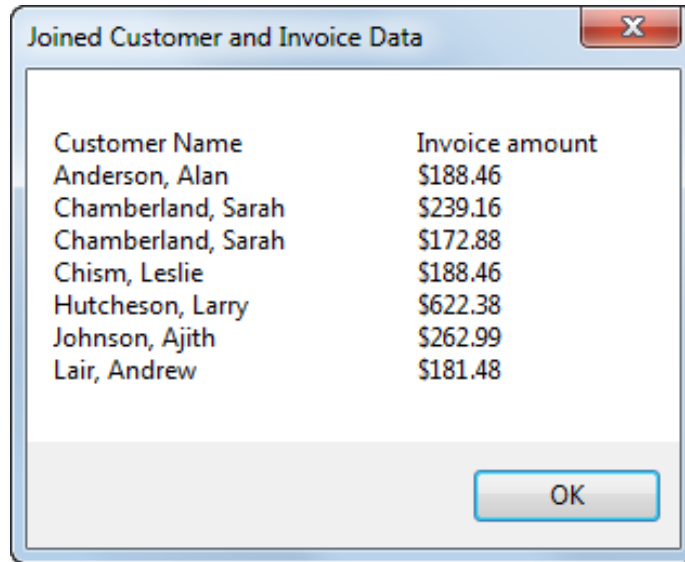 Joined Customer and Invoice Data
Customer Name Invoice amount
Anderson, Alan $188.46
Chamberland, Sarah $239.16
Chamberland, Sarah $172.88
Chism, Leslie $188.46
Hutcheson, Larry $622.38
Johnson, Ajith $262.99
Lair, Andrew $181.48
OK